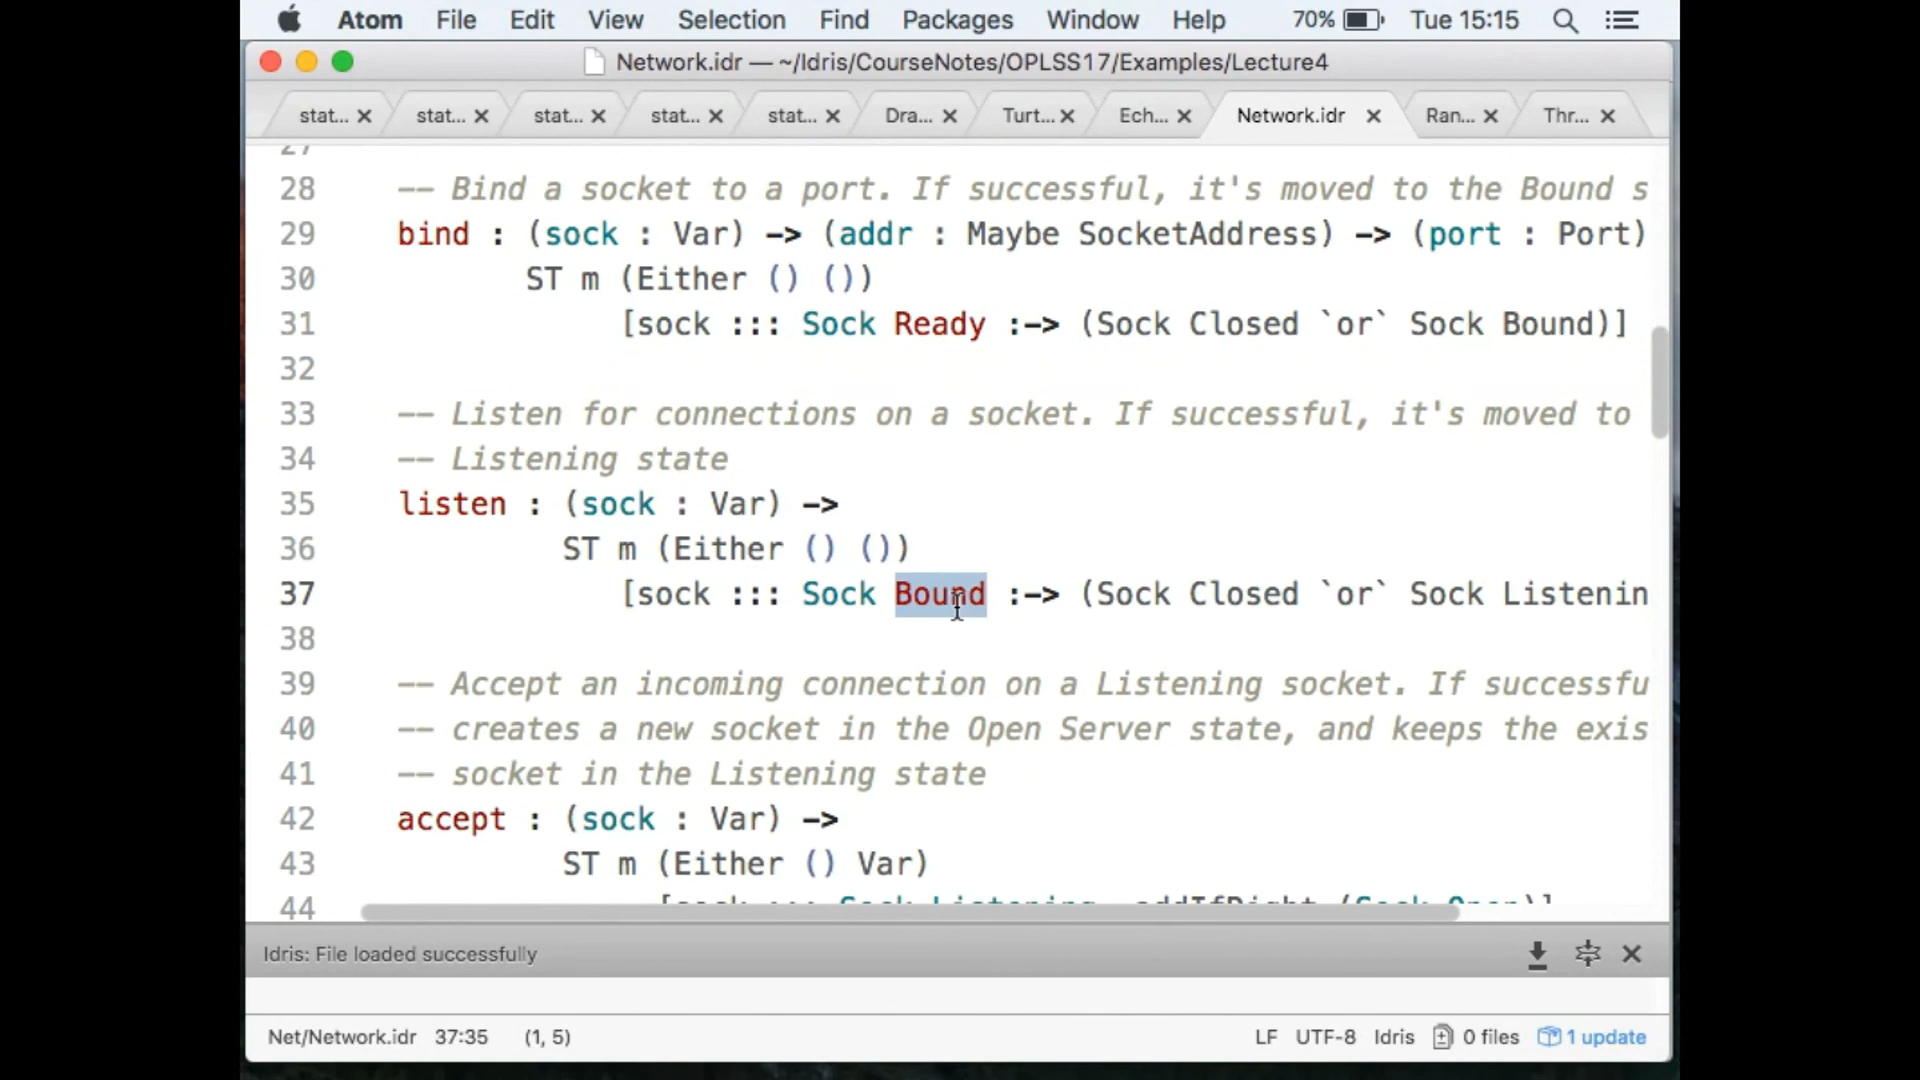 Atom File Edit View Selection Find Packages Window Help 70% Tue 15:15
Network.idr — ~/Idris/CourseNotes/OPLSS17/Examples/Lecture4
stat... stat... stat... stat... stat... Dra... Turt... Ech... Network.idr Ran... Thr...
27
28 -- Bind a socket to a port. If successful, it's moved to the Bound s
29 bind : (sock : Var) -> (addr : Maybe SocketAddress) -> (port : Port)
30 ST m (Either () ())
31 [sock ::: Sock Ready :-> (Sock Closed `or` Sock Bound)]
32
33 -- Listen for connections on a socket. If successful, it's moved to
34 -- Listening state
35 listen : (sock : Var) ->
36 ST m (Either () ())
37 [sock ::: Sock Bound :-> (Sock Closed `or` Sock Listenin
38
39 -- Accept an incoming connection on a Listening socket. If successfu
40 -- creates a new socket in the Open Server state, and keeps the exis
41 -- socket in the Listening state
42 accept : (sock : Var) ->
43 ST m (Either () Var)
44 [sock ::: Sock Listening, addIfRight (Sock Open)]
Idris: File loaded successfully
Net/Network.idr 37:35 (1, 5) LF UTF-8 Idris 0 files 1 update